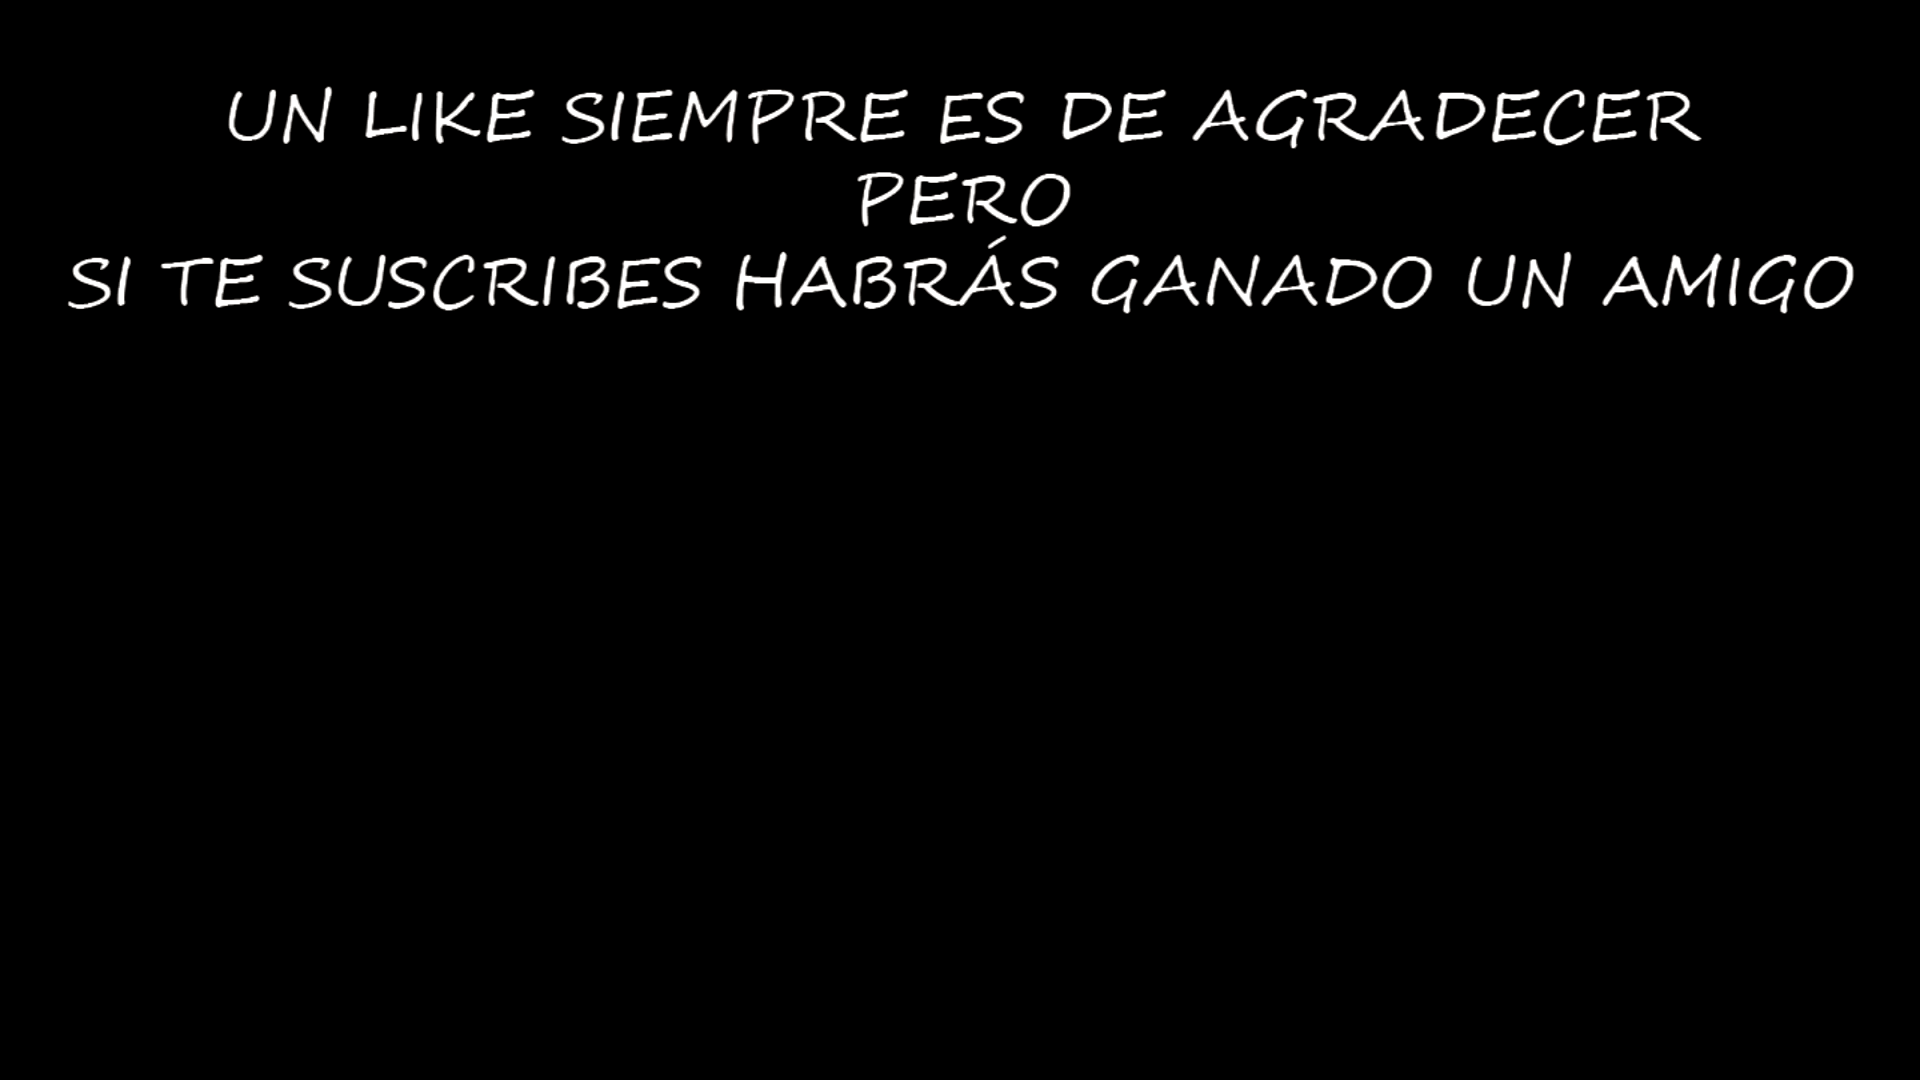 UN LIKE SIEMPRE ES DE AGRADECER
PERO
SI TE SUSCRIBES HABRÁS GANADO UN AMIGO